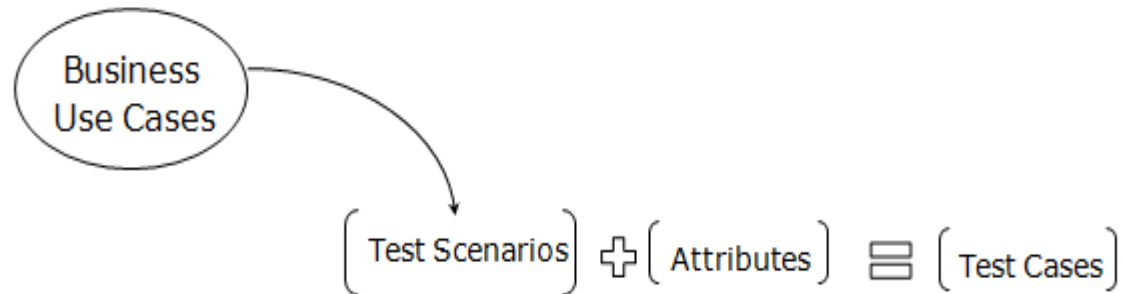 Business
Use Cases
Test Scenarios
Attributes
Test Cases